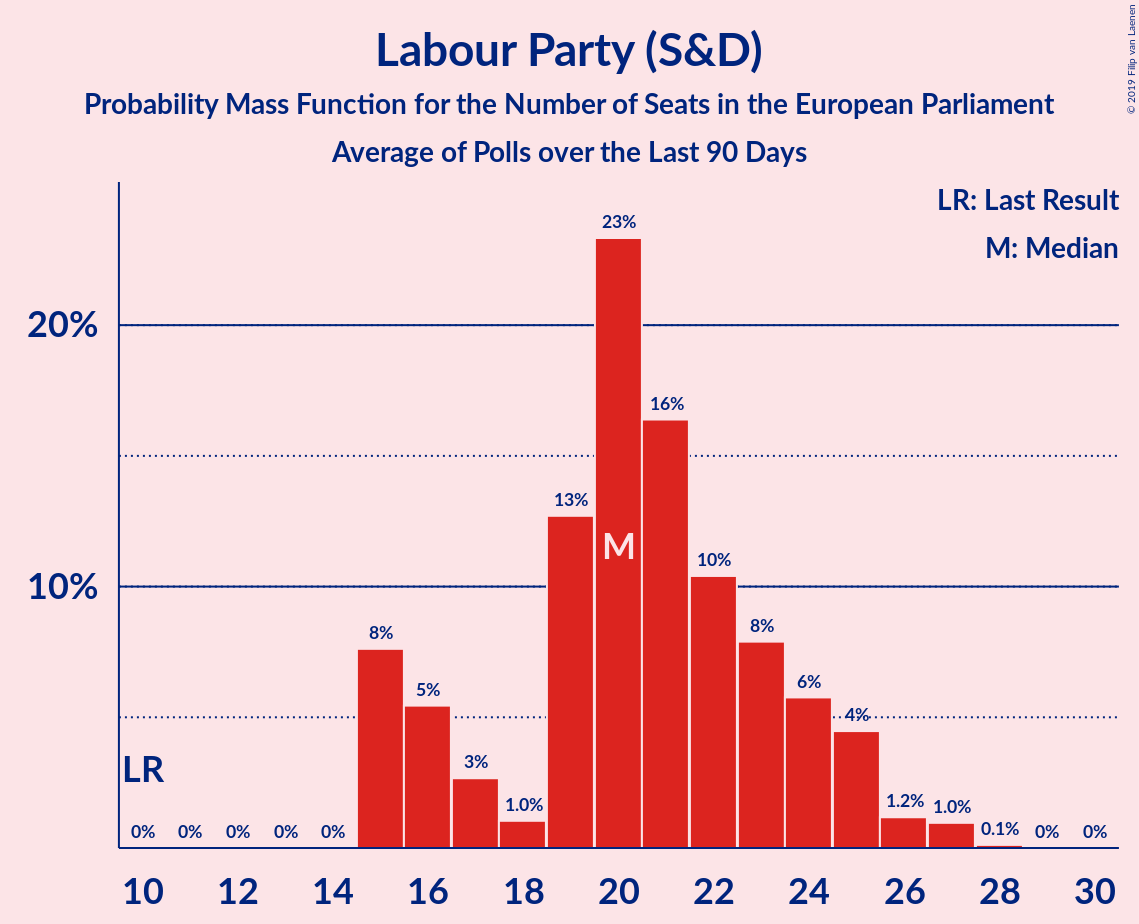 Labour Party (S&D)
Probability Mass Function for the Number of Seats in the European Parliament
Average of Polls over the Last 90 Days
© 2019 Filip van Laenen
LR: Last Result
M: Median
20%
10%
LR
M
0%
0%
0%
0%
0%
8%
5%
3%
1.0%
13%
23%
16%
10%
8%
6%
4%
1.2%
1.0%
0.1%
0%
0%
10 12 14 16 18 20 22 24 26 28 30